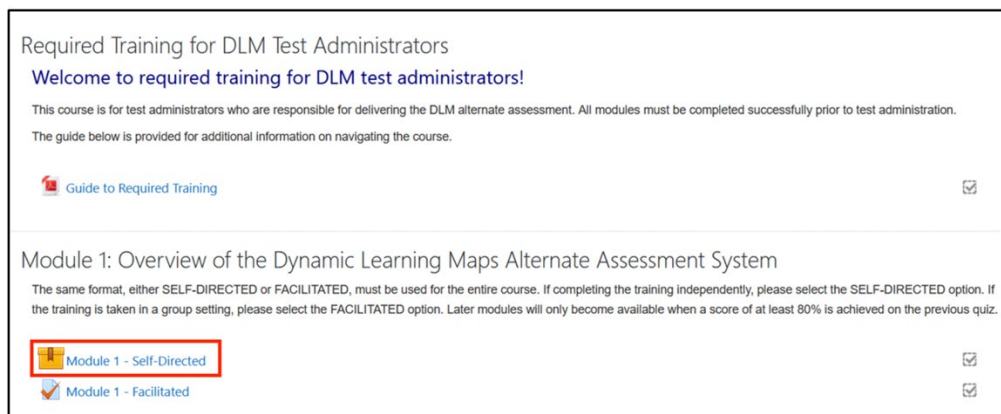 Required Training for DLM Test Administrators
Welcome to required training for DLM test administrators!
This course is for test administrators who are responsible for delivering the DLM alternate assessment. All modules must be completed successfully prior to test administration.
The guide below is provided for additional information on navigating the course.
Guide to Required Training
Module 1: Overview of the Dynamic Learning Maps Alternate Assessment System
The same format, either SELF-DIRECTED or FACILITATED, must be used for the entire course. If completing the training independently, please select the SELF-DIRECTED option. If
the training is taken in a group setting, please select the FACILITATED option. Later modules will only become available when a score of at least 80% is achieved on the previous quiz.
Module 1 - Self-Directed
Module 1 - Facilitated